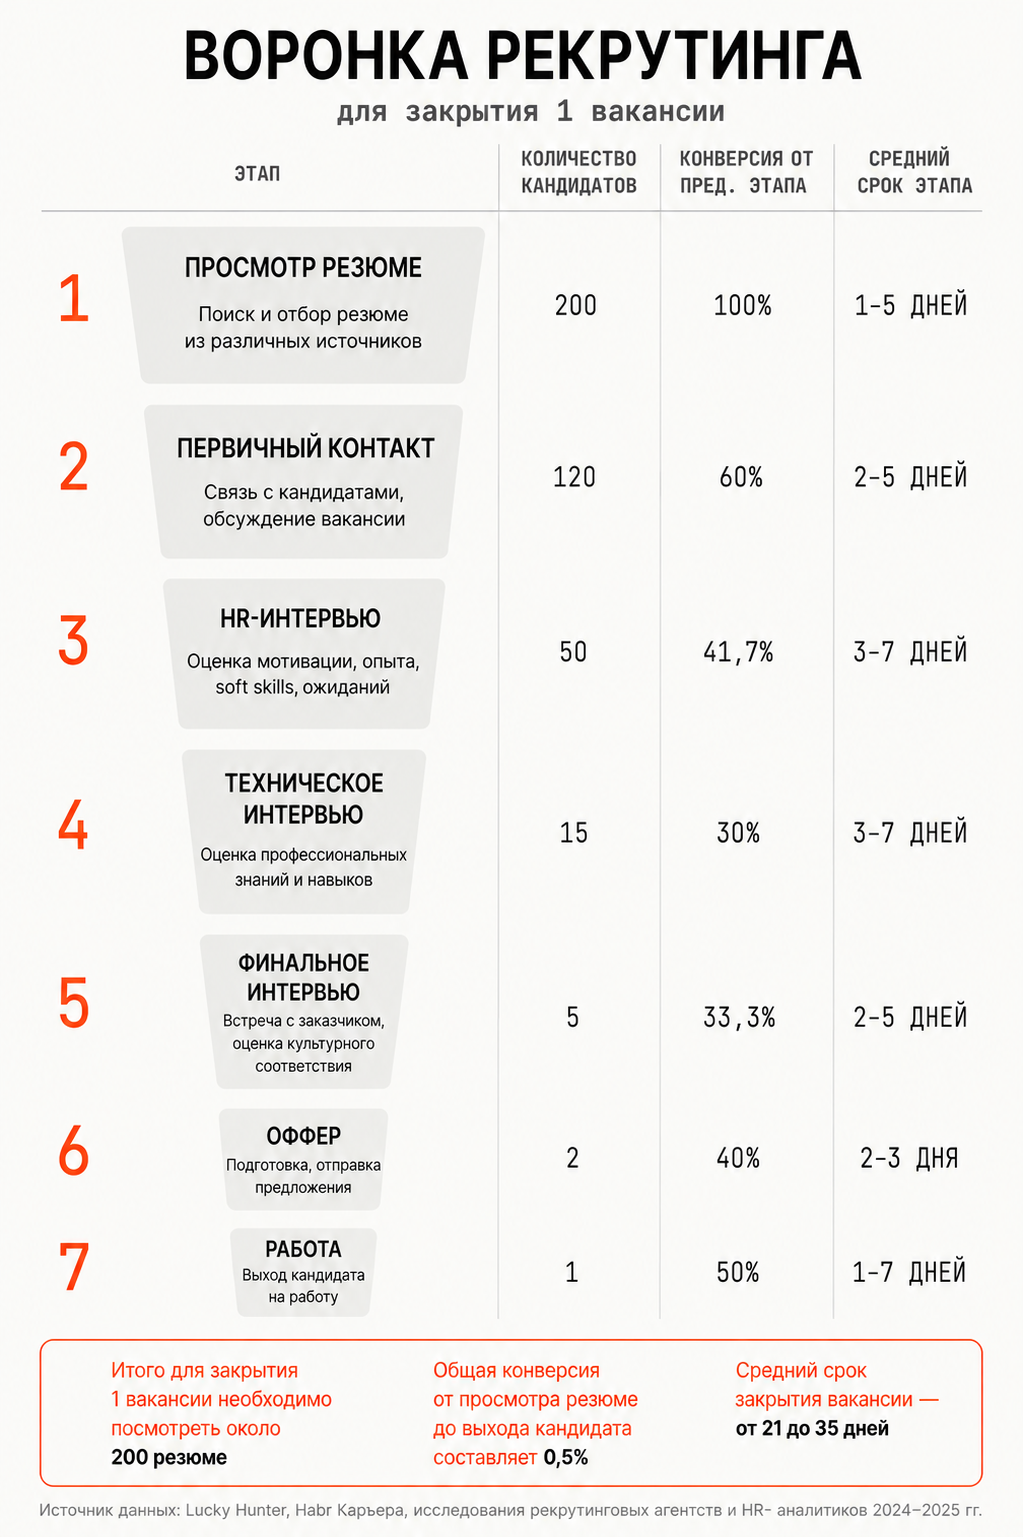 ВОРОНКА РЕКРУТИНГА
для закрытия 1 вакансии
ЭТАП
КОЛИЧЕСТВО
КАНДИДАТОВ
КОНВЕРСИЯ ОТ
ПРЕД. ЭТАПА
СРЕДНИЙ
СРОК ЭТАПА
1
ПРОСМОТР РЕЗЮМЕ
Поиск и отбор резюме
из различных источников
200
100%
1–5 ДНЕЙ
2
ПЕРВИЧНЫЙ КОНТАКТ
Связь с кандидатами,
обсуждение вакансии
120
60%
2–5 ДНЕЙ
3
HR-ИНТЕРВЬЮ
Оценка мотивации, опыта,
soft skills, ожиданий
50
41,7%
3–7 ДНЕЙ
4
ТЕХНИЧЕСКОЕ
ИНТЕРВЬЮ
Оценка профессиональных
знаний и навыков
15
30%
3–7 ДНЕЙ
5
ФИНАЛЬНОЕ
ИНТЕРВЬЮ
Встреча с заказчиком,
оценка культурного
соответствия
5
33,3%
2–5 ДНЕЙ
6
ОФФЕР
Подготовка, отправка
предложения
2
40%
2–3 ДНЯ
7
РАБОТА
Выход кандидата
на работу
1
50%
1–7 ДНЕЙ
Итого для закрытия
1 вакансии необходимо
посмотреть около
200 резюме
Общая конверсия
от просмотра резюме
до выхода кандидата
составляет 0,5%
Средний срок
закрытия вакансии —
от 21 до 35 дней
Источник данных: Lucky Hunter, Habr Карьера, исследования рекрутинговых агентств и HR- аналитиков 2024–2025 гг.